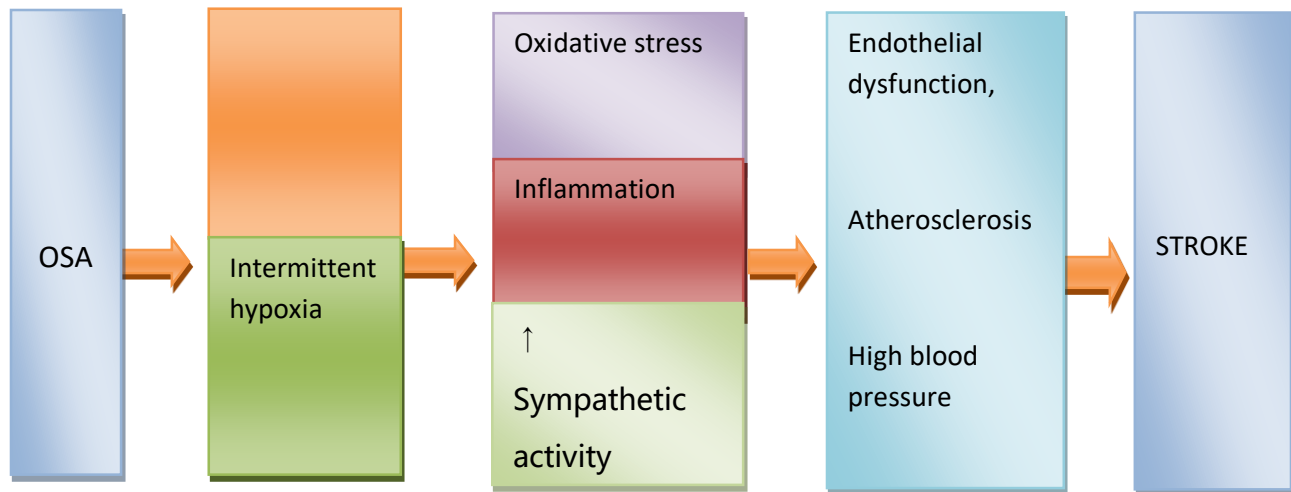 OSA
Intermittent
hypoxia
Oxidative stress
Inflammation
↑
Sympathetic
activity
Endothelial
dysfunction,
Atherosclerosis
High blood
pressure
STROKE